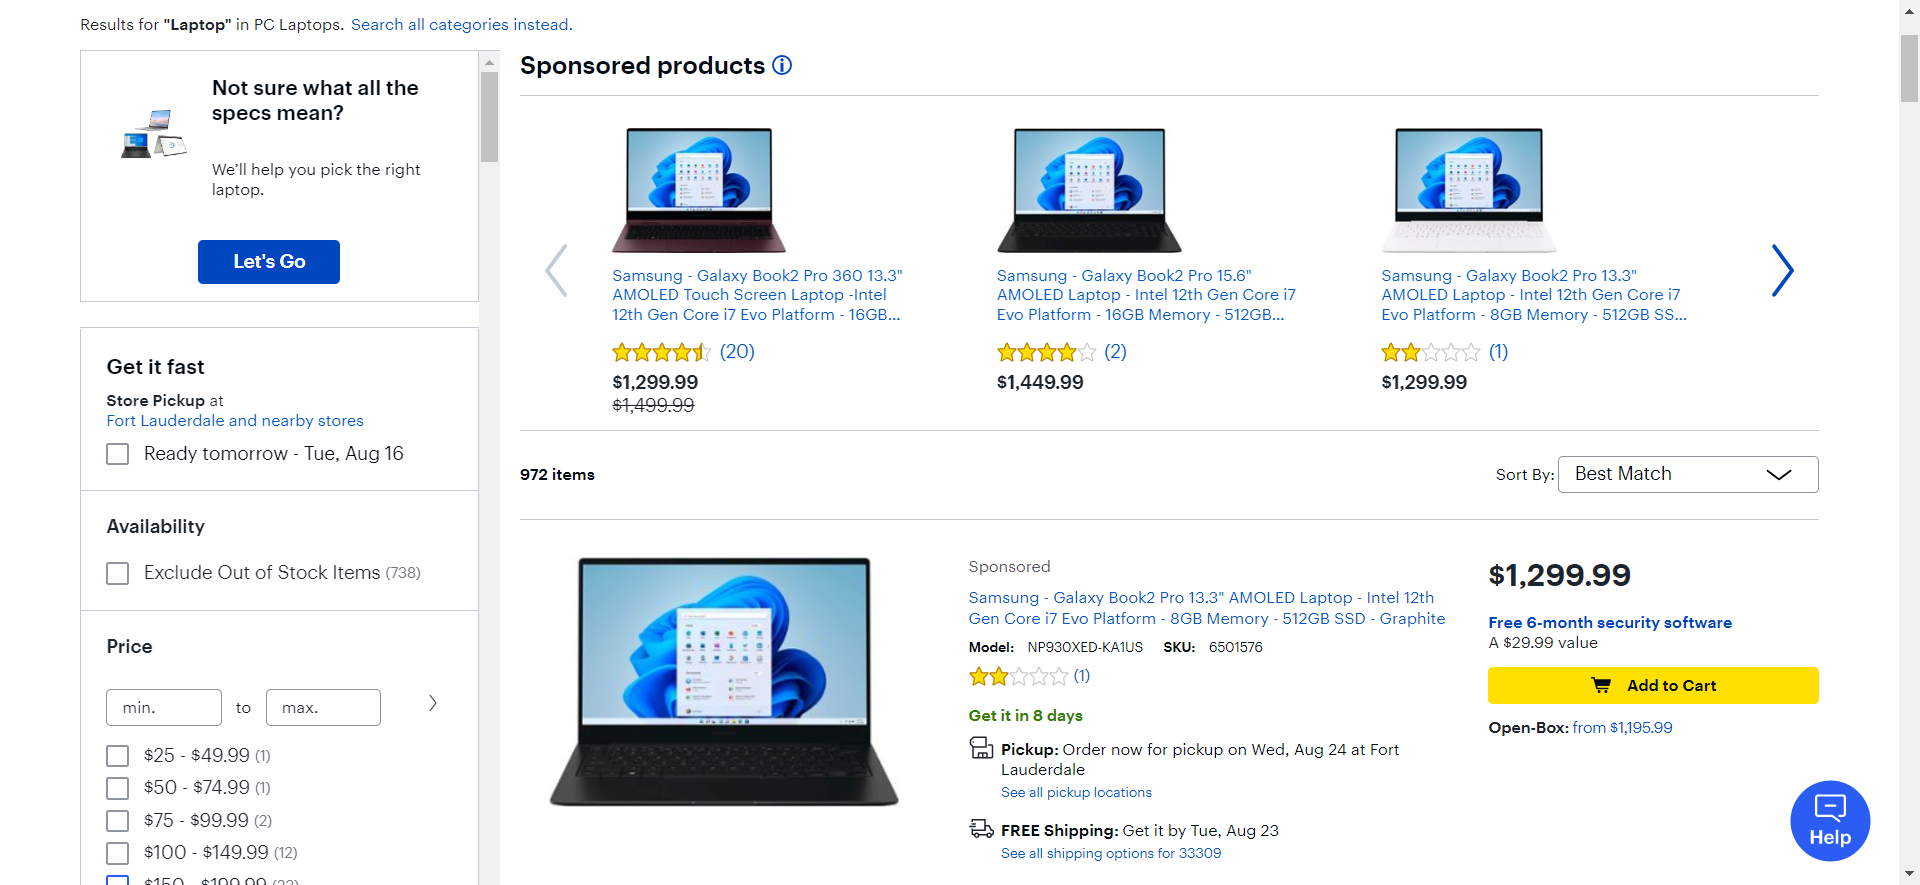 Results for "Laptop" in PC Laptops. Search all categories instead.
Not sure what all the
specs mean?
We'll help you pick the right
laptop.
Let's Go
Get it fast
Store Pickup at
Fort Lauderdale and nearby stores
Ready tomorrow - Tue, Aug 16
Availability
Exclude Out of Stock Items (738)
Price
min. to max.
$25 - $49.99 (1)
$50 - $74.99 (1)
$75 - $99.99 (2)
$100 - $149.99 (12)
$150 - $199.99
Sponsored products
Samsung - Galaxy Book2 Pro 360 13.3"
AMOLED Touch Screen Laptop -Intel
12th Gen Core i7 Evo Platform - 16GB...
(20)
$1,299.99
$1,499.99
Samsung - Galaxy Book2 Pro 15.6"
AMOLED Laptop - Intel 12th Gen Core i7
Evo Platform - 16GB Memory - 512GB...
(2)
$1,449.99
Samsung - Galaxy Book2 Pro 13.3"
AMOLED Laptop - Intel 12th Gen Core i7
Evo Platform - 8GB Memory - 512GB SS...
(1)
$1,299.99
972 items
Sort By: Best Match
Sponsored
Samsung - Galaxy Book2 Pro 13.3" AMOLED Laptop - Intel 12th
Gen Core i7 Evo Platform - 8GB Memory - 512GB SSD - Graphite
Model: NP930XED-KA1US SKU: 6501576
(1)
Get it in 8 days
Pickup: Order now for pickup on Wed, Aug 24 at Fort
Lauderdale
See all pickup locations
FREE Shipping: Get it by Tue, Aug 23
See all shipping options for 33309
$1,299.99
Free 6-month security software
A $29.99 value
Add to Cart
Open-Box: from $1,195.99
Help